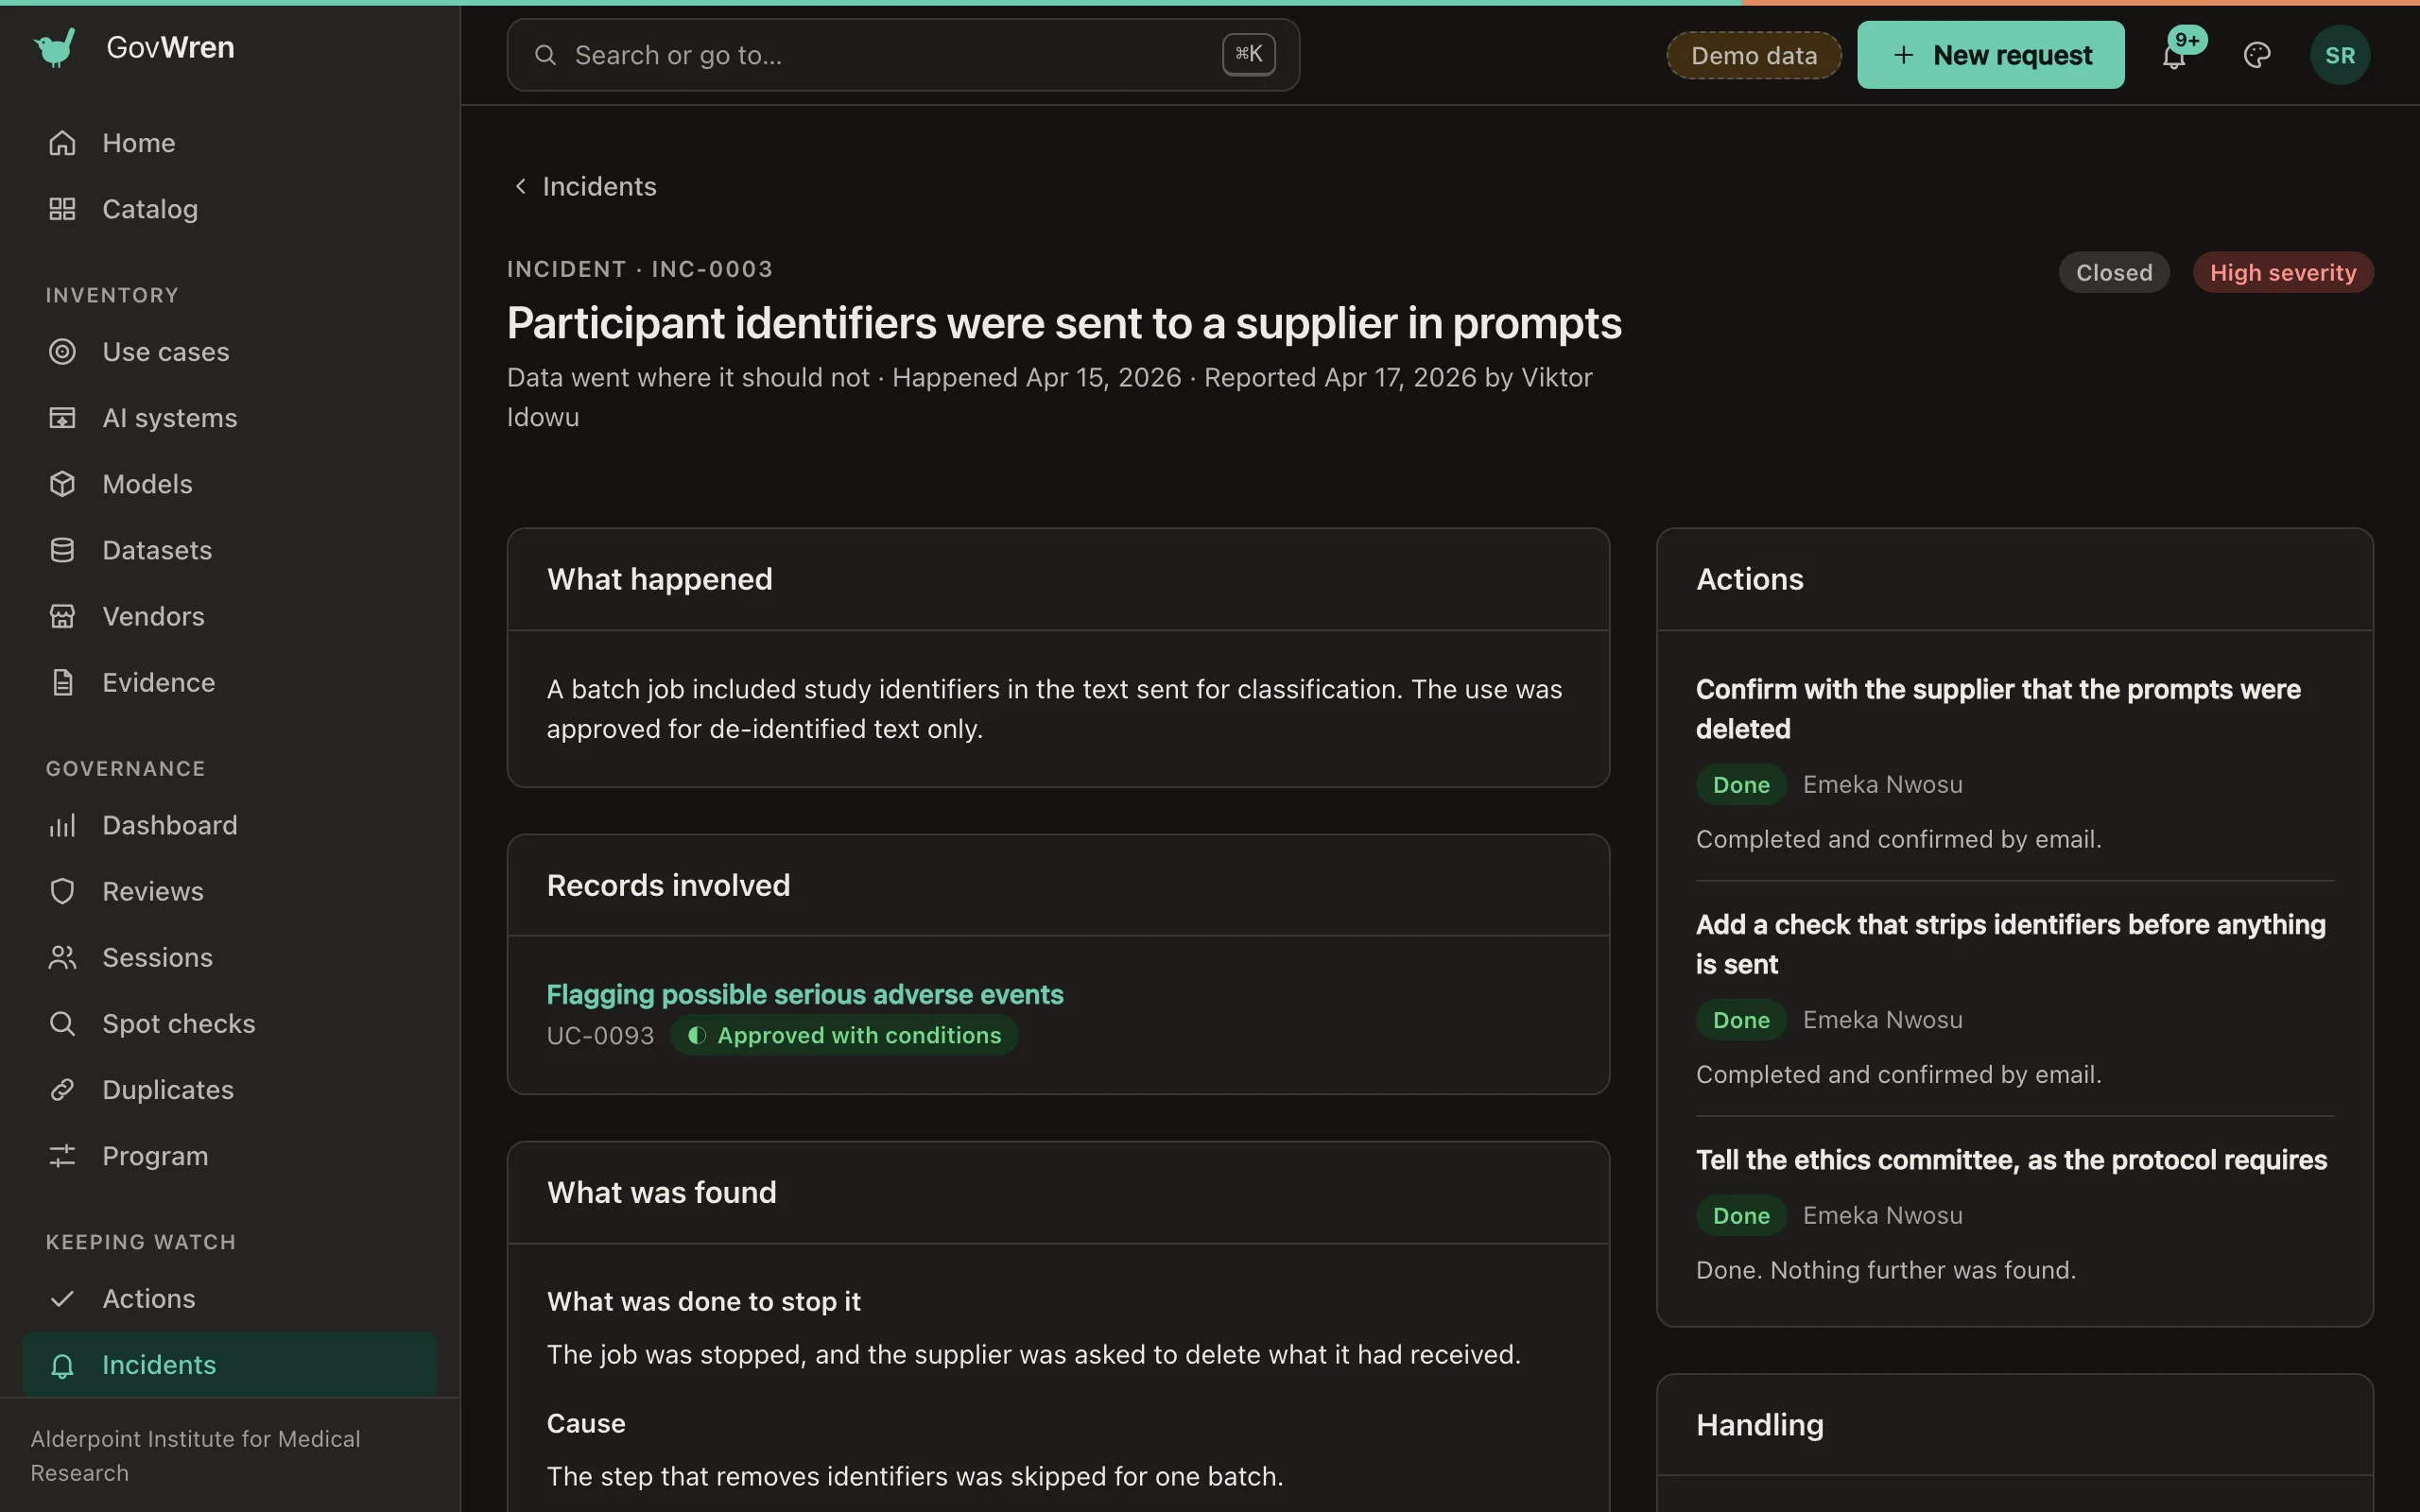 GovWren
Search or go to...
⌘K
Demo data
+ New request
9+
SR
Home
Catalog
INVENTORY
Use cases
AI systems
Models
Datasets
Vendors
Evidence
GOVERNANCE
Dashboard
Reviews
Sessions
Spot checks
Duplicates
Program
KEEPING WATCH
Actions
Incidents
Alderpoint Institute for Medical
Research
Incidents
INCIDENT · INC-0003
Closed
High severity
Participant identifiers were sent to a supplier in prompts
Data went where it should not · Happened Apr 15, 2026 · Reported Apr 17, 2026 by Viktor
Idowu
What happened
A batch job included study identifiers in the text sent for classification. The use was
approved for de-identified text only.
Records involved
Flagging possible serious adverse events
UC-0093
Approved with conditions
What was found
What was done to stop it
The job was stopped, and the supplier was asked to delete what it had received.
Cause
The step that removes identifiers was skipped for one batch.
Actions
Confirm with the supplier that the prompts were
deleted
Done Emeka Nwosu
Completed and confirmed by email.
Add a check that strips identifiers before anything
is sent
Done Emeka Nwosu
Completed and confirmed by email.
Tell the ethics committee, as the protocol requires
Done Emeka Nwosu
Done. Nothing further was found.
Handling